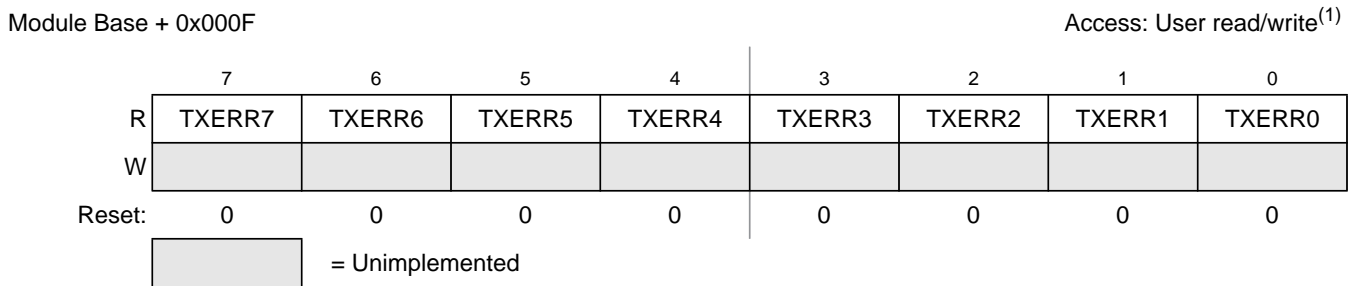 Module Base + 0x000F Access: User read/write(1)
7 6 5 4 3 2 1 0
R TXERR7 TXERR6 TXERR5 TXERR4 TXERR3 TXERR2 TXERR1 TXERR0
W
Reset: 0 0 0 0 0 0 0 0
= Unimplemented